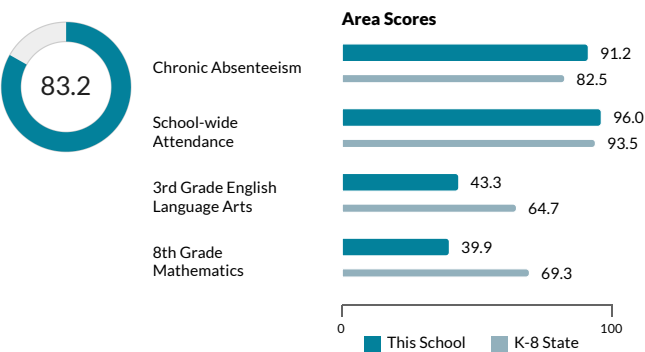 Area Scores
83.2
Chronic Absenteeism
91.2
82.5
School-wide
Attendance
96.0
93.5
3rd Grade English
Language Arts
43.3
64.7
8th Grade
Mathematics
39.9
69.3
0 100
This School K-8 State